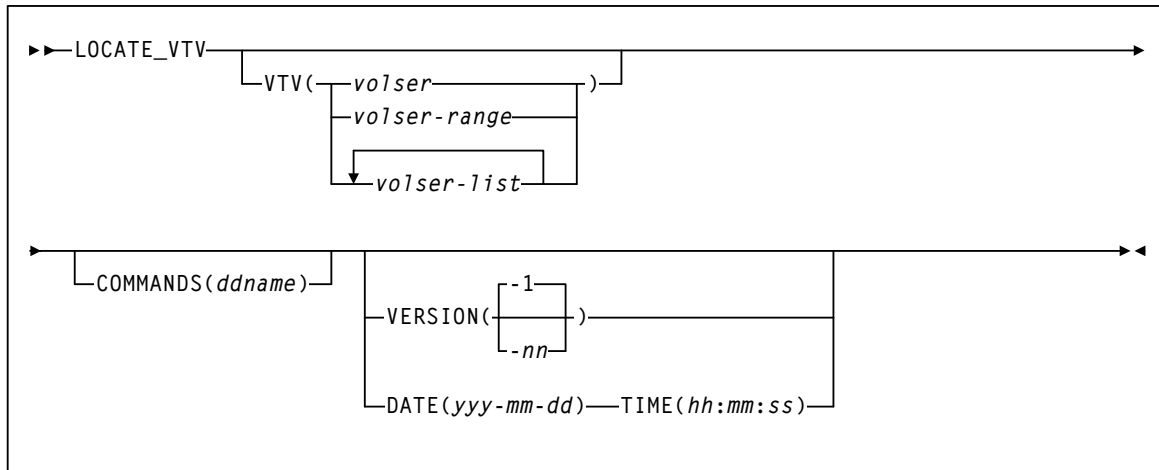 LOCATE_VTV
VTV( volser )
volser-range
volser-list
COMMANDS(ddname)
-1
VERSION( )
-nn
DATE(yyy-mm-dd) TIME(hh:mm:ss)